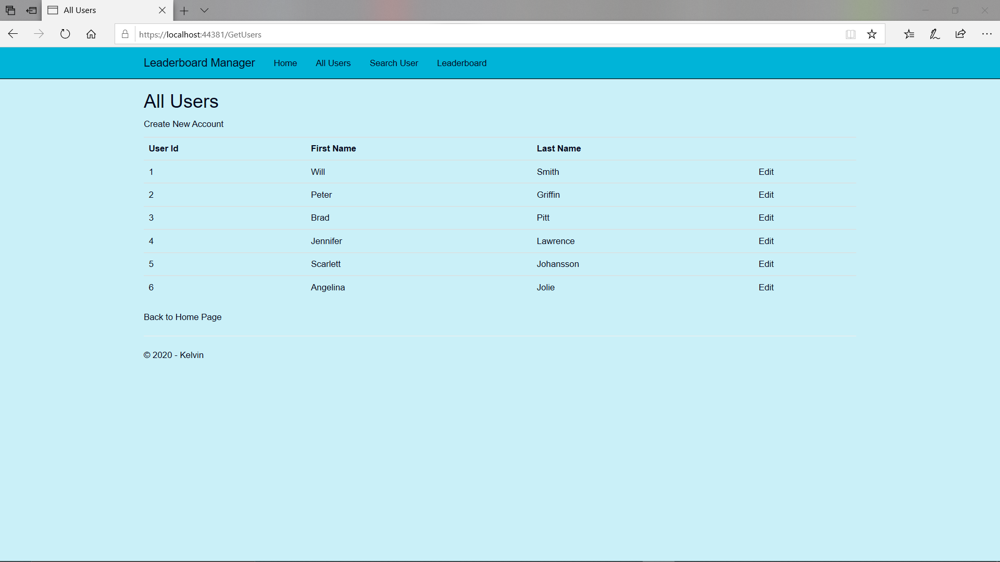 All Users
https://localhost:44381/GetUsers
Leaderboard Manager Home All Users Search User Leaderboard
All Users
Create New Account
User Id First Name Last Name
1 Will Smith Edit
2 Peter Griffin Edit
3 Brad Pitt Edit
4 Jennifer Lawrence Edit
5 Scarlett Johansson Edit
6 Angelina Jolie Edit
Back to Home Page
© 2020 - Kelvin